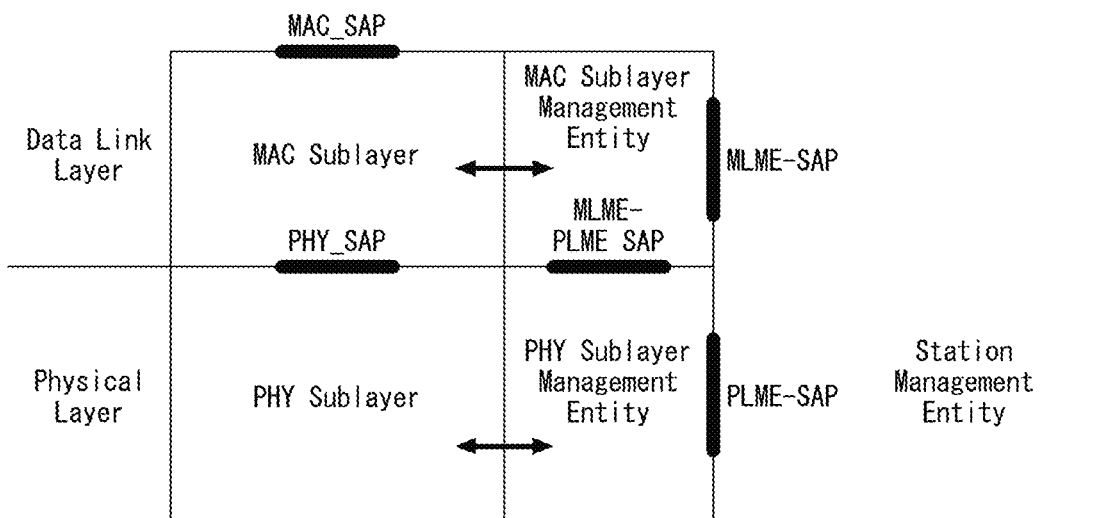 MAC_SAP
MAC Sublayer
Management
Entity
Data Link
Layer
MAC Sublayer
MLME-SAP
MLME-
PLME SAP
PHY_SAP
Physical
Layer
PHY Sublayer
PHY Sublayer
Management
Entity
PLME-SAP
Station
Management
Entity